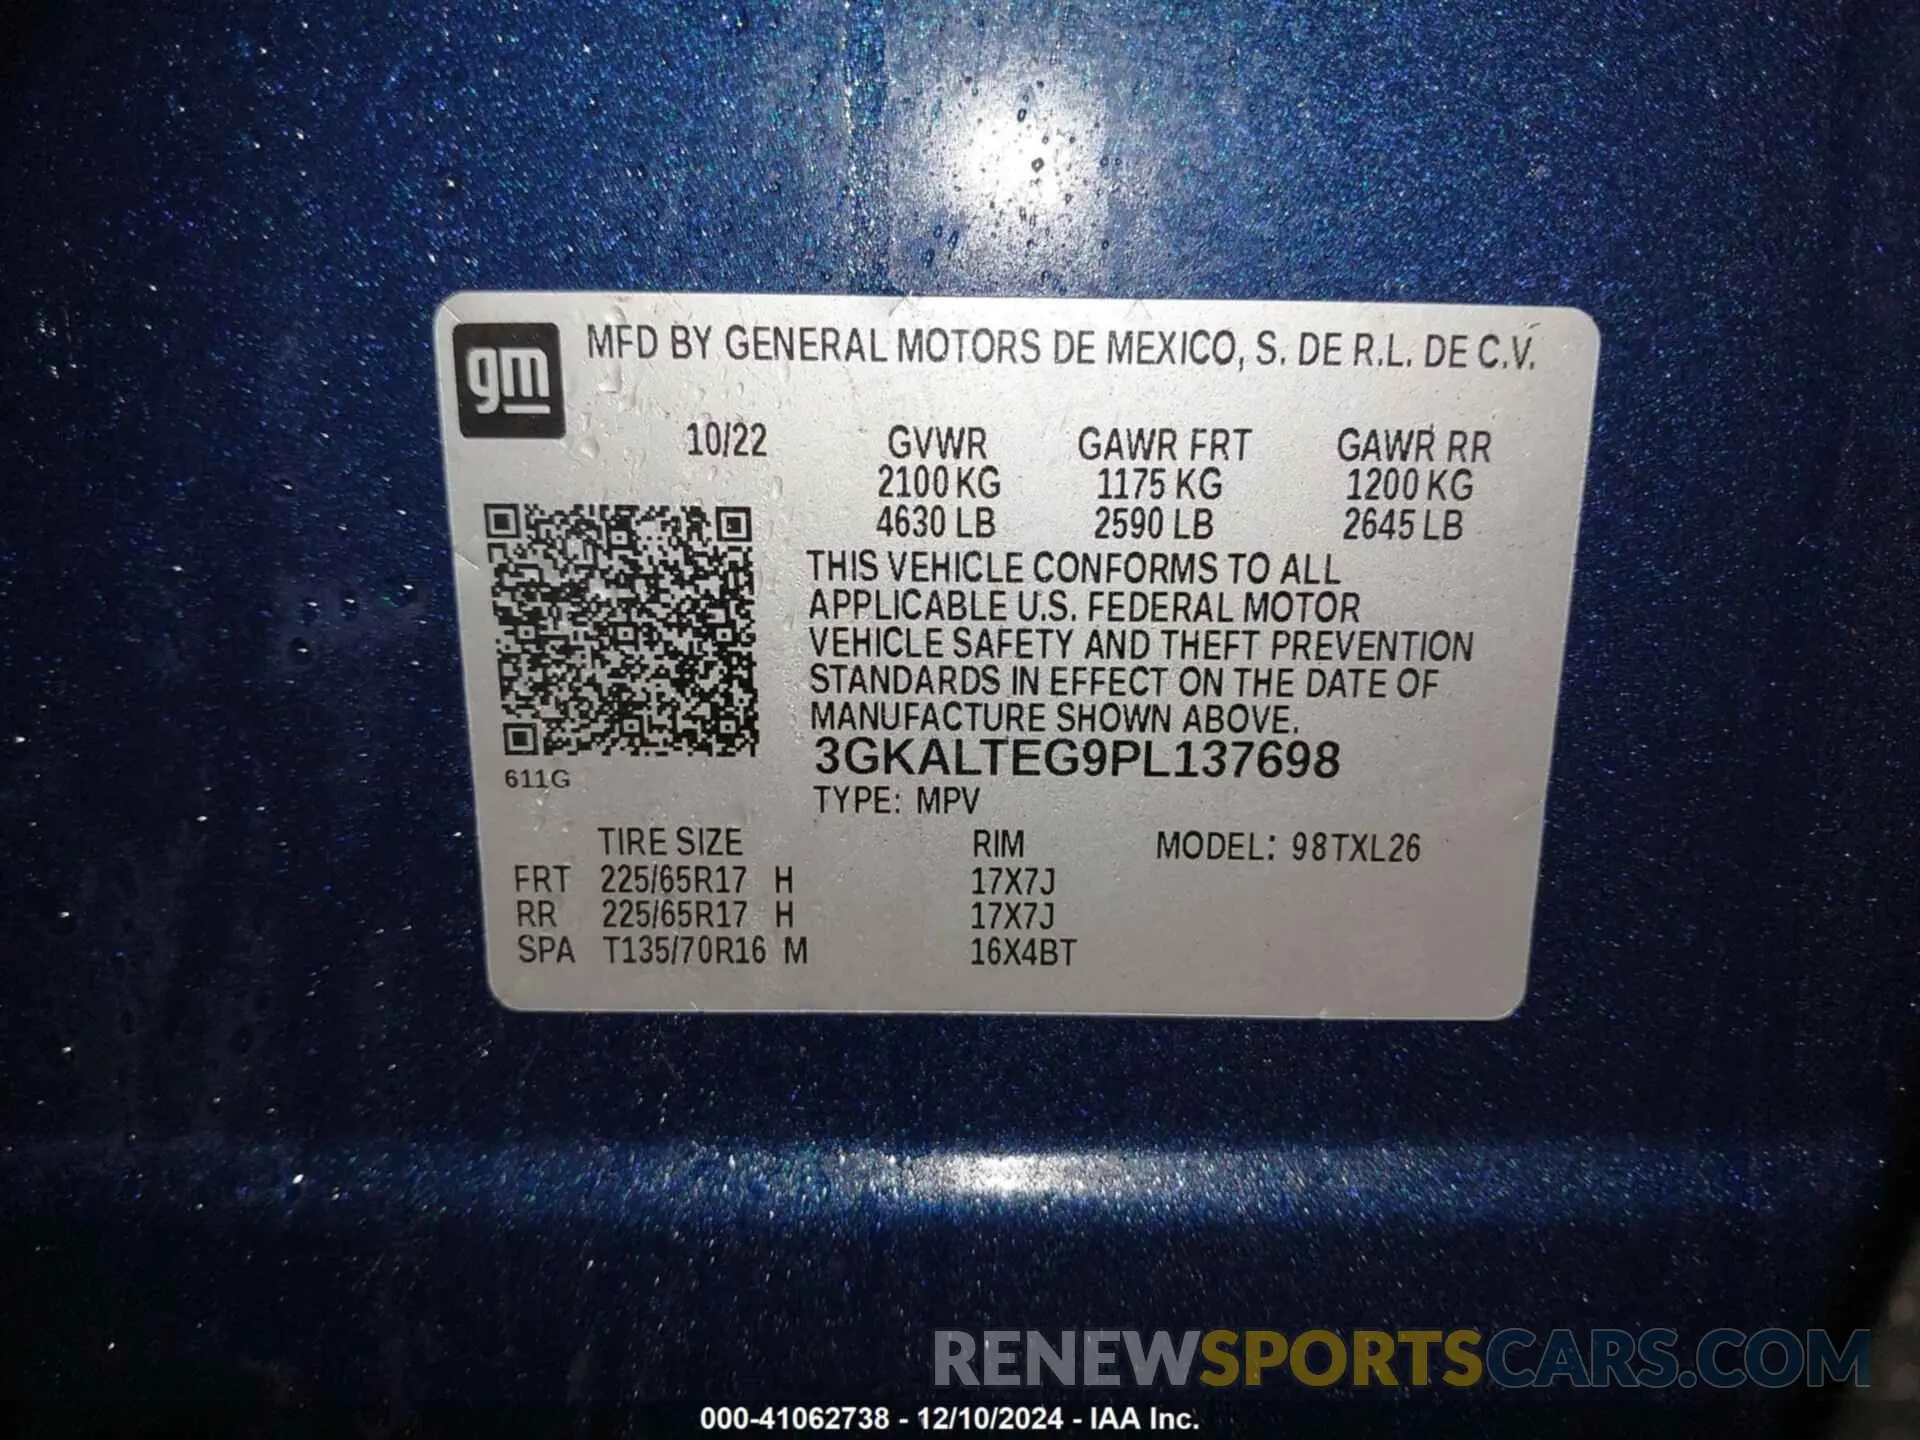 gm
MFD BY GENERAL MOTORS DE MEXICO, S. DE R.L. DE C.V.
10/22 GVWR GAWR FRT GAWR RR
2100 KG 1175 KG 1200 KG
4630 LB 2590 LB 2645 LB
THIS VEHICLE CONFORMS TO ALL
APPLICABLE U.S. FEDERAL MOTOR
VEHICLE SAFETY AND THEFT PREVENTION
STANDARDS IN EFFECT ON THE DATE OF
MANUFACTURE SHOWN ABOVE.
3GKALTEG9PL137698
611G
TYPE: MPV
TIRE SIZE RIM MODEL: 98TXL26
FRT 225/65R17 H 17X7J
RR 225/65R17 H 17X7J
SPA T135/70R16 M 16X4BT
RENEWSPORTSCARS.COM
000-41062738 - 12/10/2024 - IAA Inc.